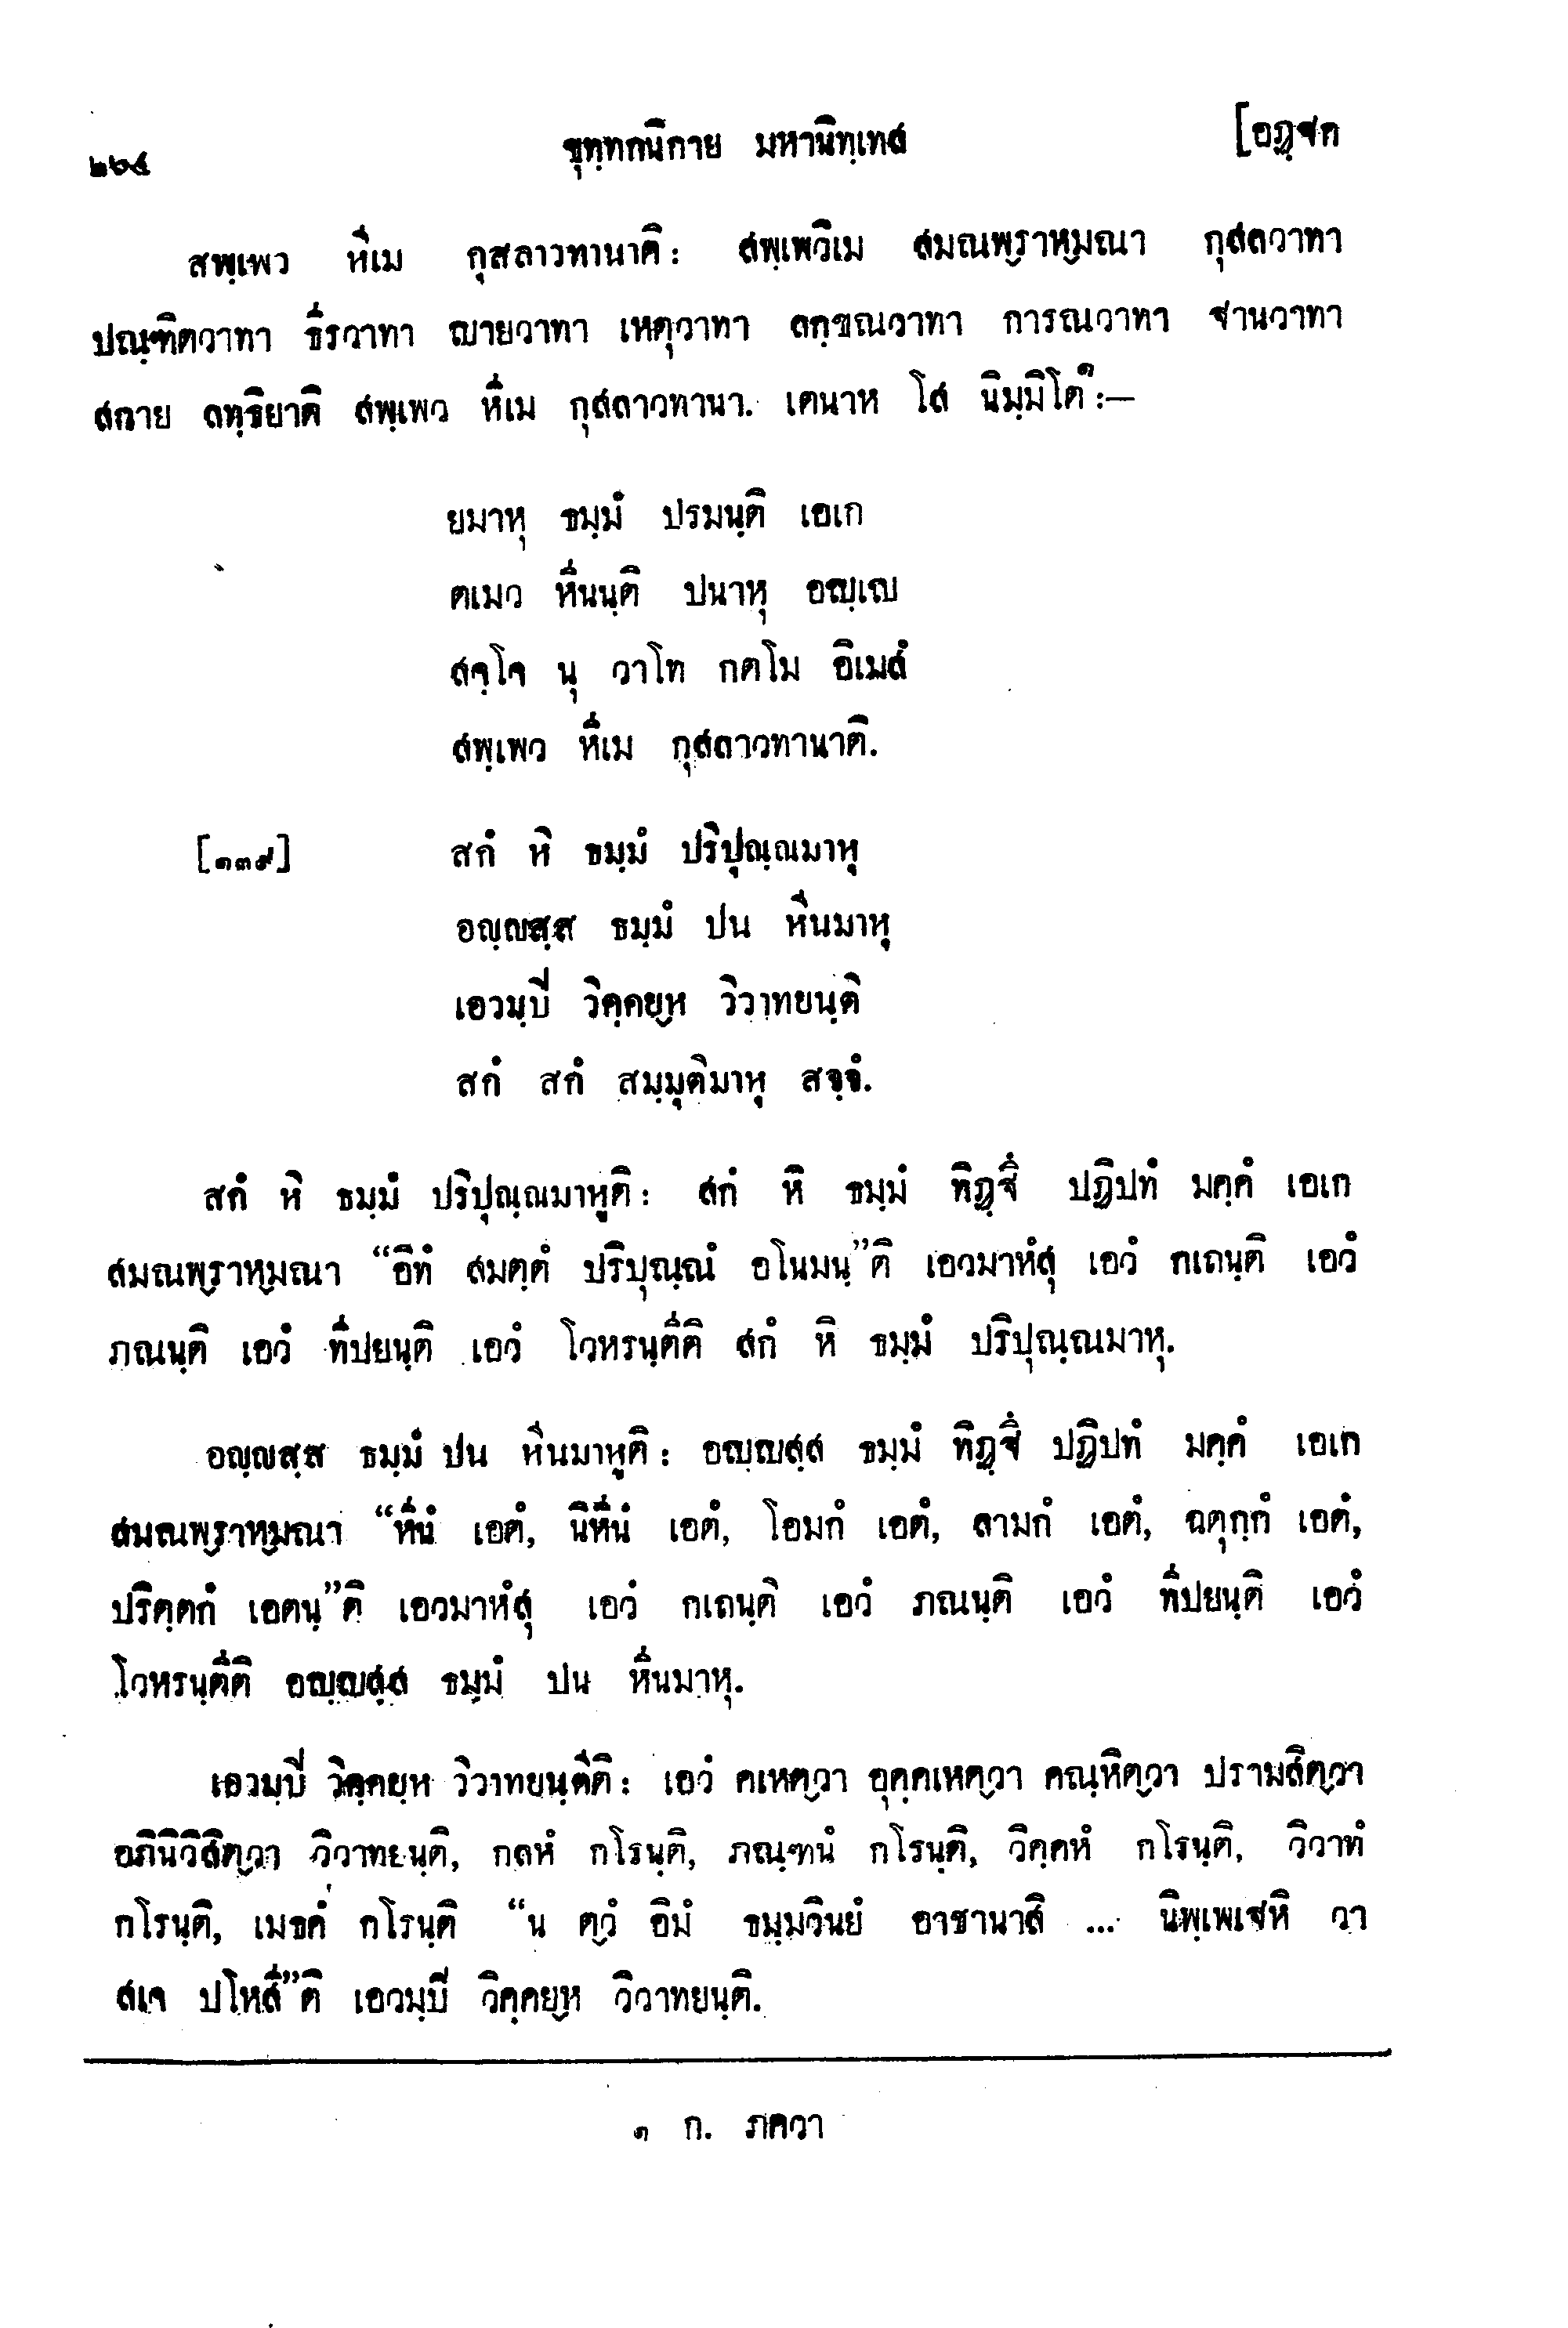 ๒๖๔ ขุทฺทกนิกาย มหานิทฺเทส [อฏฺฐก
สพฺเพว หีเม กุสลาวทานาติ: สพฺเพวิเม สมณพฺราหฺมณา กุสลวาทา
ปณฺฑิตวาทา ธีรวาทา ญายวาทา เหตุวาทา ลกฺขณวาทา การณวาทา ฐานวาทา
สกาย ลทฺธิยาติ สพฺเพว หีเม กุสลาวทานา. เตนาห โส นิมฺมิโต๑:—
ยมาหุ ธมฺมํ ปรมนฺติ เอเก
ตเมว หีนนฺติ ปนาหุ อญฺเญ
สจฺโจ นุ วาโท กตโม อิเมสํ
สพฺเพว หีเม กุสลาวทานาติ.
[๑๓๙] สกํ หิ ธมฺมํ ปริปุณฺณมาหุ
อญฺญสฺส ธมฺมํ ปน หีนมาหุ
เอวมฺปี วิคฺคยฺห วิวาทยนฺติ
สกํ สกํ สมฺมุติมาหุ สจฺจํ.
สกํ หิ ธมฺมํ ปริปุณฺณมาหูติ: สกํ หิ ธมฺมํ ทิฏฺฐึ ปฏิปทํ มคฺคํ เอเก
สมณพฺราหฺมณา “อิทํ สมตฺตํ ปริปุณฺณํ อโนมนฺ”ติ เอวมาหํสุ เอวํ กเถนฺติ เอวํ
ภณนฺติ เอวํ ทีปยนฺติ เอวํ โวหรนฺตีติ สกํ หิ ธมฺมํ ปริปุณฺณมาหุ.
อญฺญสฺส ธมฺมํ ปน หีนมาหูติ: อญฺญสฺส ธมฺมํ ทิฏฺฐึ ปฏิปทํ มคฺคํ เอเก
สมณพฺราหฺมณา “หีนํ เอตํ, นิหีนํ เอตํ, โอมกํ เอตํ, ลามกํ เอตํ, ฉตุกฺกํ เอตํ,
ปริตฺตกํ เอตนฺ”ติ เอวมาหํสุ เอวํ กเถนฺติ เอวํ ภณนฺติ เอวํ ทีปยนฺติ เอวํ
โวหรนฺตีติ อญฺญสฺส ธมฺมํ ปน หีนมาหุ.
เอวมฺปี วิคฺคยฺห วิวาทยนฺตีติ: เอวํ คเหตฺวา อุคฺคเหตฺวา คณฺหิตฺวา ปรามสิตฺวา
อภินิวิสิตฺวา วิวาทยนฺติ, กลหํ กโรนฺติ, ภณฺฑนํ กโรนฺติ, วิคฺคหํ กโรนฺติ, วิวาทํ
กโรนฺติ, เมธคํ กโรนฺติ “น ตฺวํ อิมํ ธมฺมวินยํ อาชานาสิ ... นิพฺเพเฐหิ วา
สเจ ปโหสี”ติ เอวมฺปี วิคฺคยฺห วิวาทยนฺติ.
๑ ก. ภควา